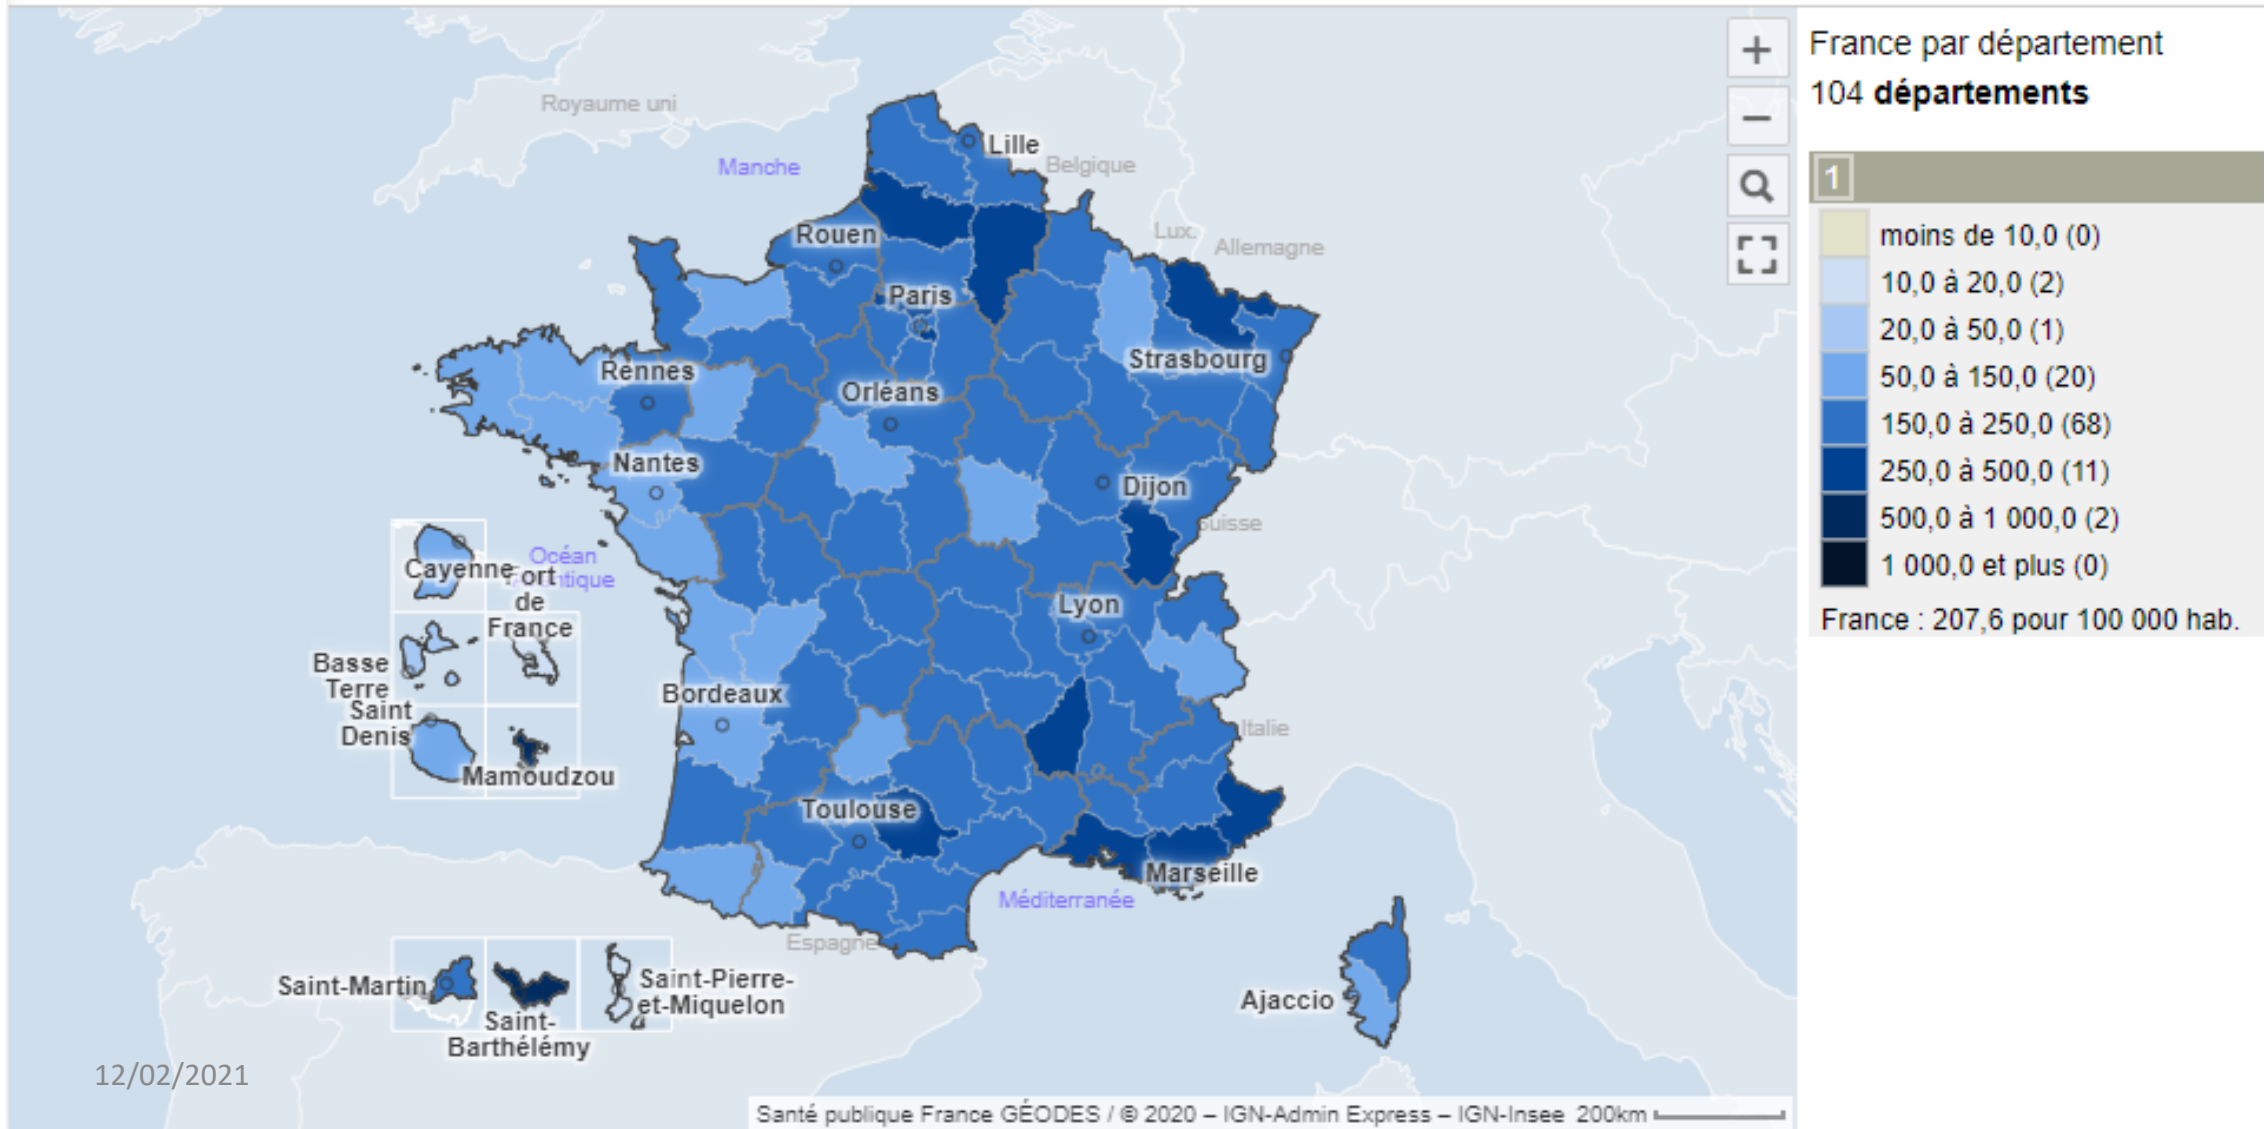 France par département
104 départements
1
moins de 10,0 (0)
10,0 à 20,0 (2)
20,0 à 50,0 (1)
50,0 à 150,0 (20)
150,0 à 250,0 (68)
250,0 à 500,0 (11)
500,0 à 1 000,0 (2)
1 000,0 et plus (0)
France : 207,6 pour 100 000 hab.
Royaume uni
Manche
Lille
Belgique
Lux.
Allemagne
Rouen
Paris
Strasbourg
Rennes
Orléans
Nantes
Dijon
Suisse
Océan
Cayenne
Fort
de
France
Lyon
Basse
Terre
Bordeaux
Saint
Denis
Italie
Mamoudzou
Toulouse
Marseille
Méditerranée
Espagne
Saint-Martin
Saint-
Barthélémy
Saint-Pierre-
et-Miquelon
Ajaccio
12/02/2021
Santé publique France GÉODES / © 2020 – IGN-Admin Express – IGN-Insee 200km